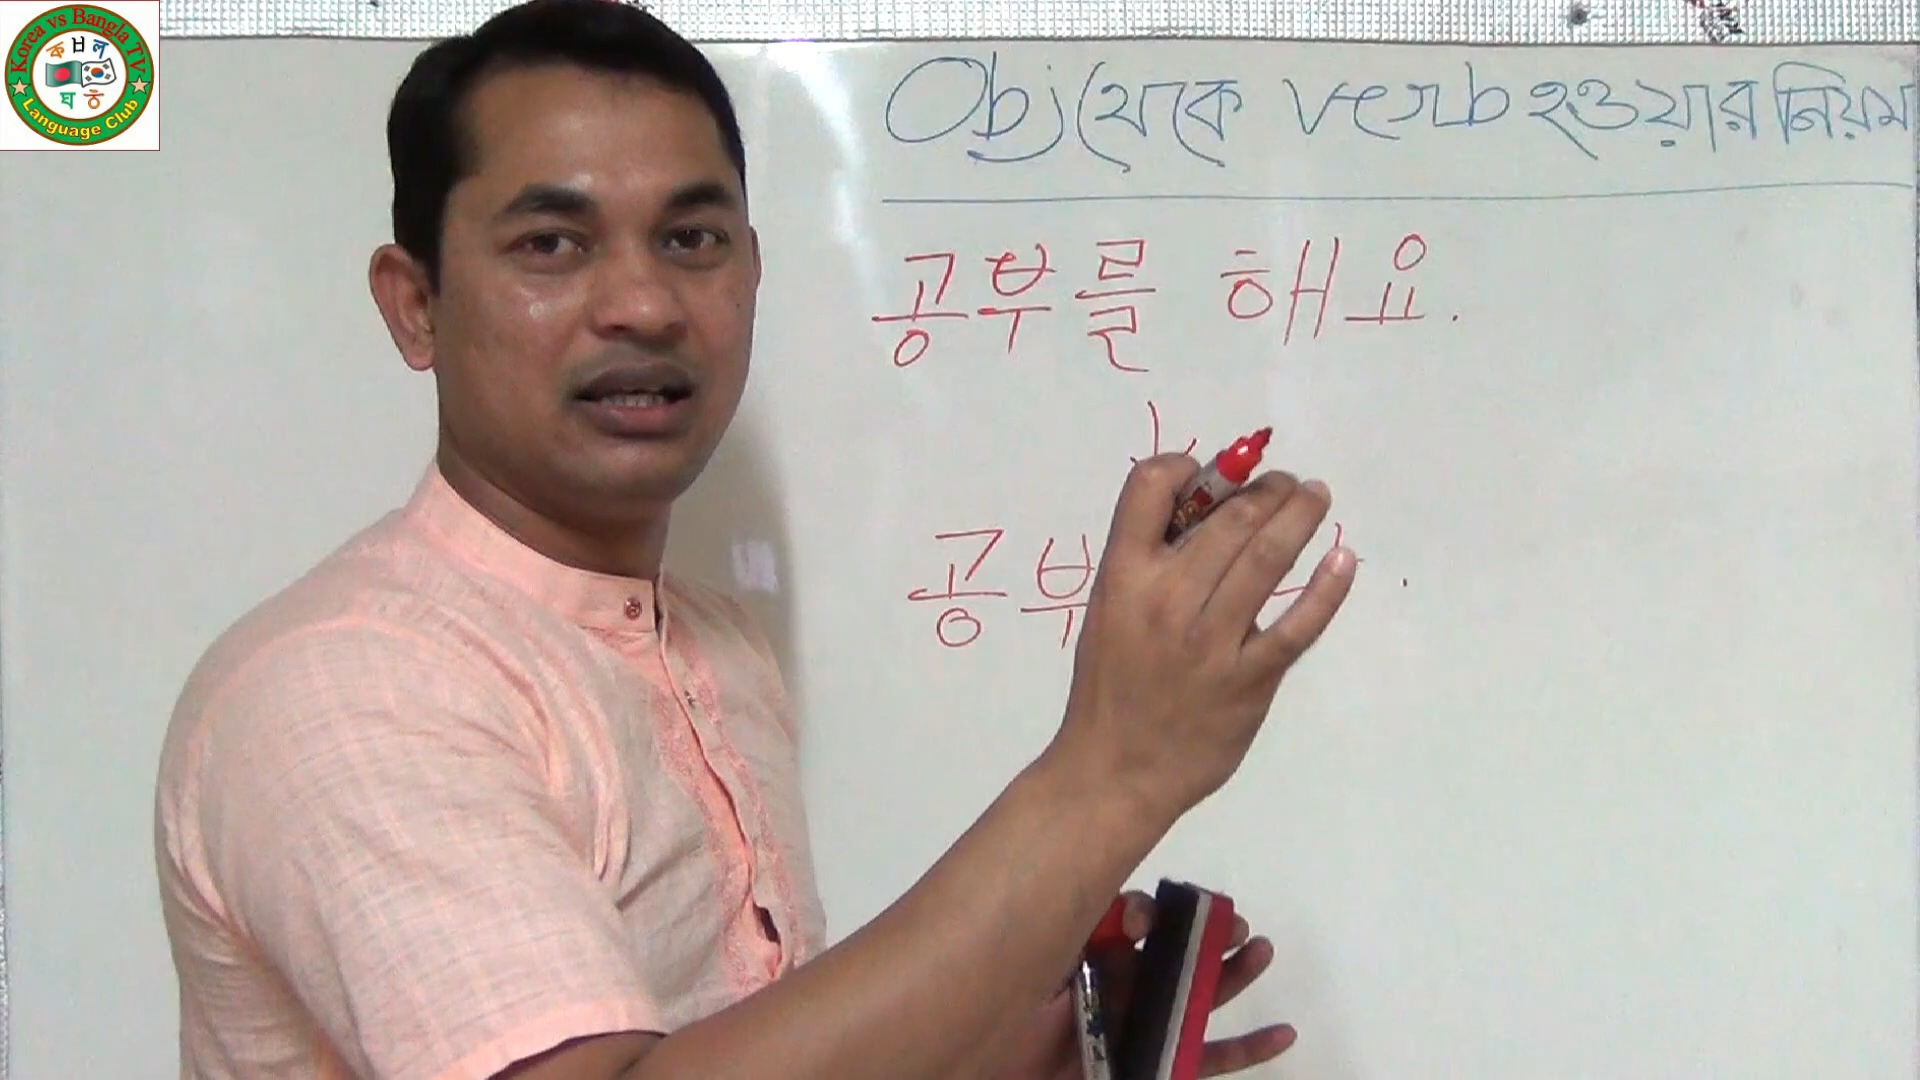 Korea vs Bangla TV
ক ㅂ ল
ঘ ㅎ
Language Club
Obj থেকে verb হওয়ার নিয়ম
공부를 해요.
공부